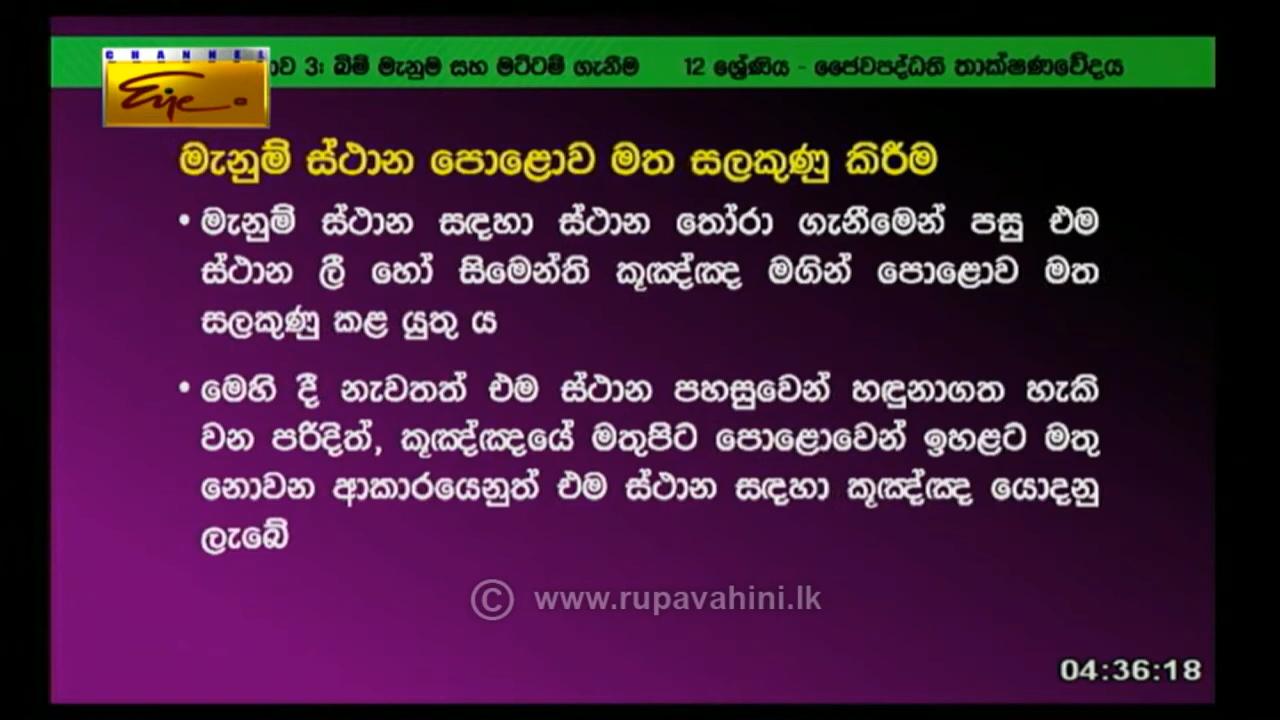 CHANNEL
Eye
3: බිම් මැනුම සහ මට්ටම් ගැනීම 12 ශ්‍රේණිය - ජෛවපද්ධති තාක්ෂණවේදය
මැනුම් ස්ථාන පොළොව මත සලකුණු කිරීම
• මැනුම් ස්ථාන සඳහා ස්ථාන තෝරා ගැනීමෙන් පසු එම
ස්ථාන ලී හෝ සිමෙන්ති කූඤ්ඤ මගින් පොළොව මත
සලකුණු කළ යුතු ය
• මෙහි දී නැවතත් එම ස්ථාන පහසුවෙන් හඳුනාගත හැකි
වන පරිදිත්, කූඤ්ඤයේ මතුපිට පොළොවෙන් ඉහළට මතු
නොවන ආකාරයෙනුත් එම ස්ථාන සඳහා කූඤ්ඤ යොදනු
ලැබේ
© www.rupavahini.lk
04:36:18